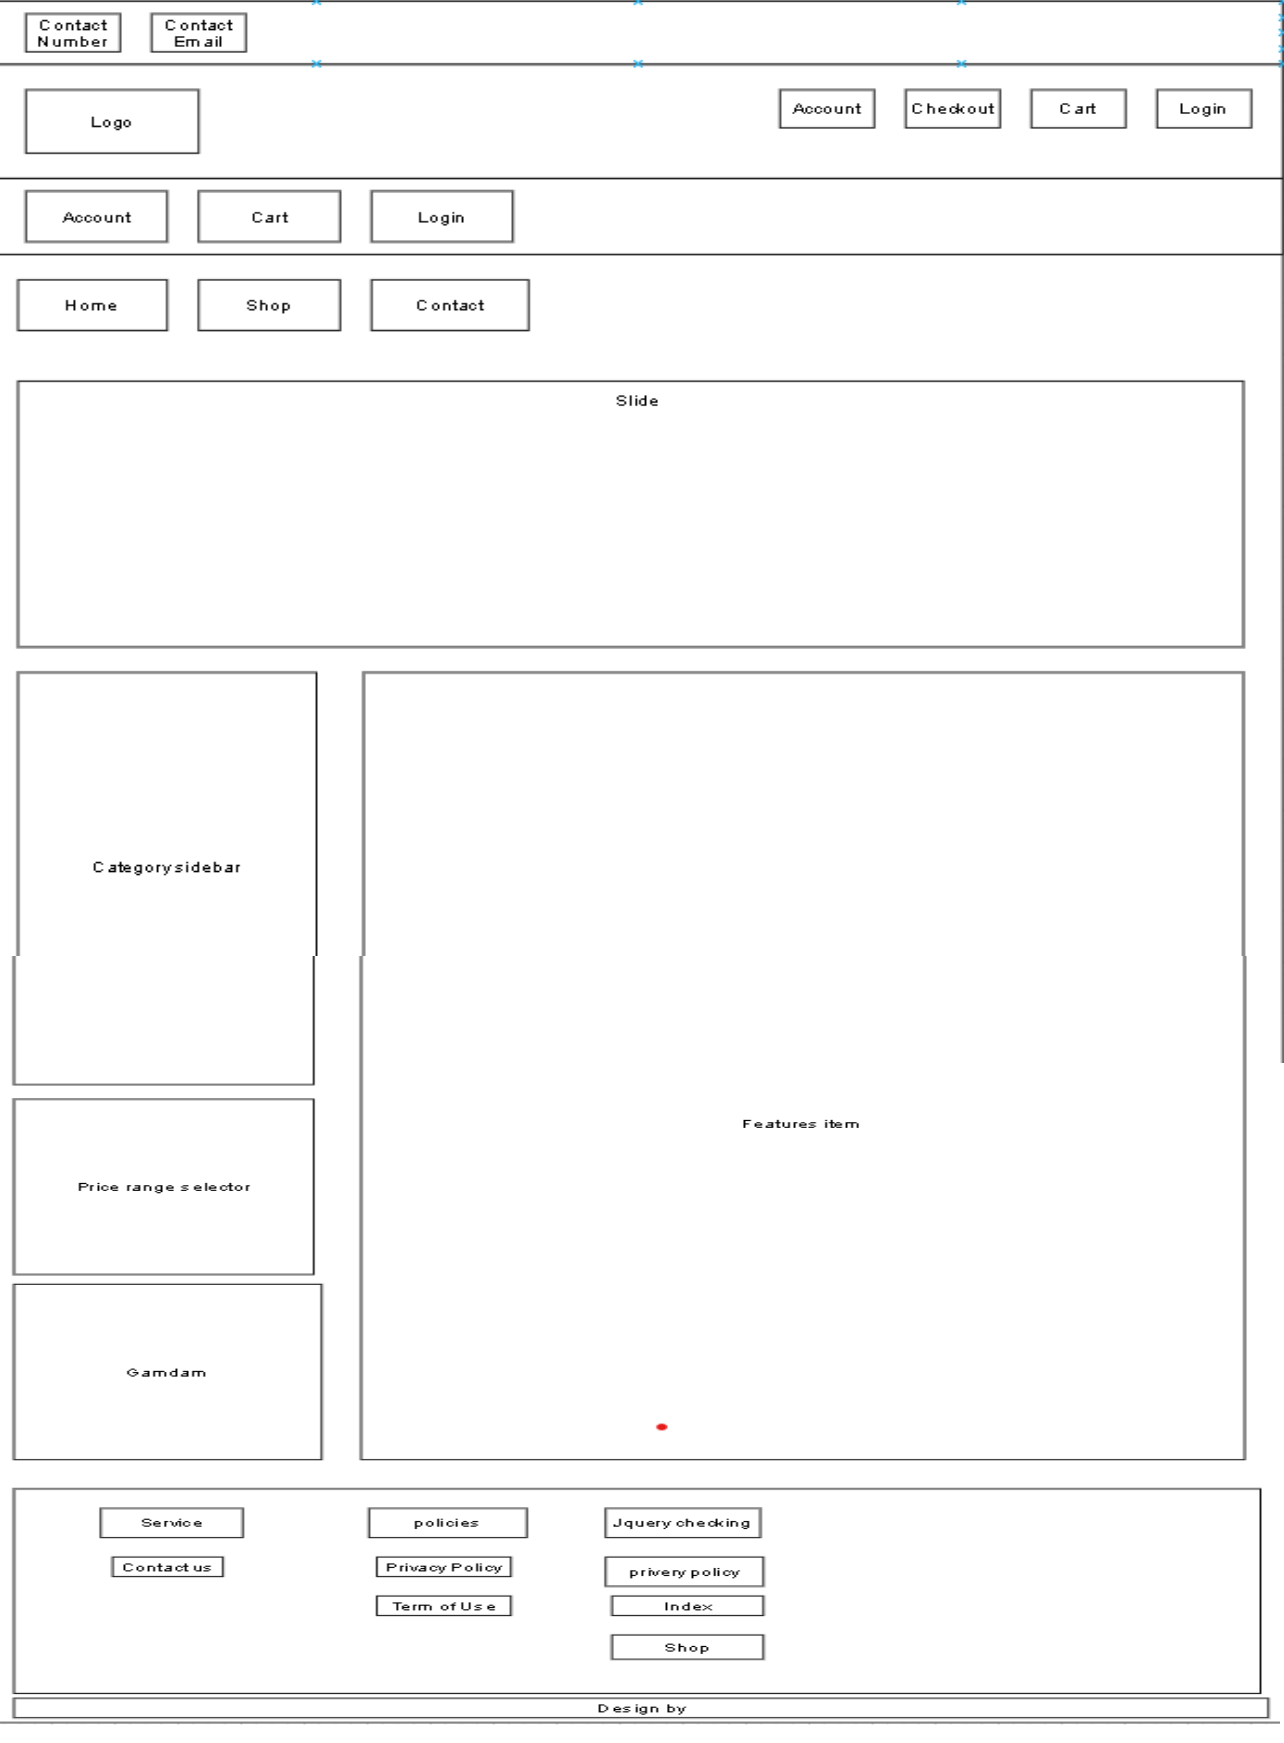 Contact
Number
Contact
Email
Logo
Account
Checkout
Cart
Login
Account
Cart
Login
Home
Shop
Contact
Slide
Category sidebar
Features item
Price range selector
Gamdam
Service
policies
Jquery checking
Contact us
Privacy Policy
privery policy
Term of Use
Index
Shop
Design by